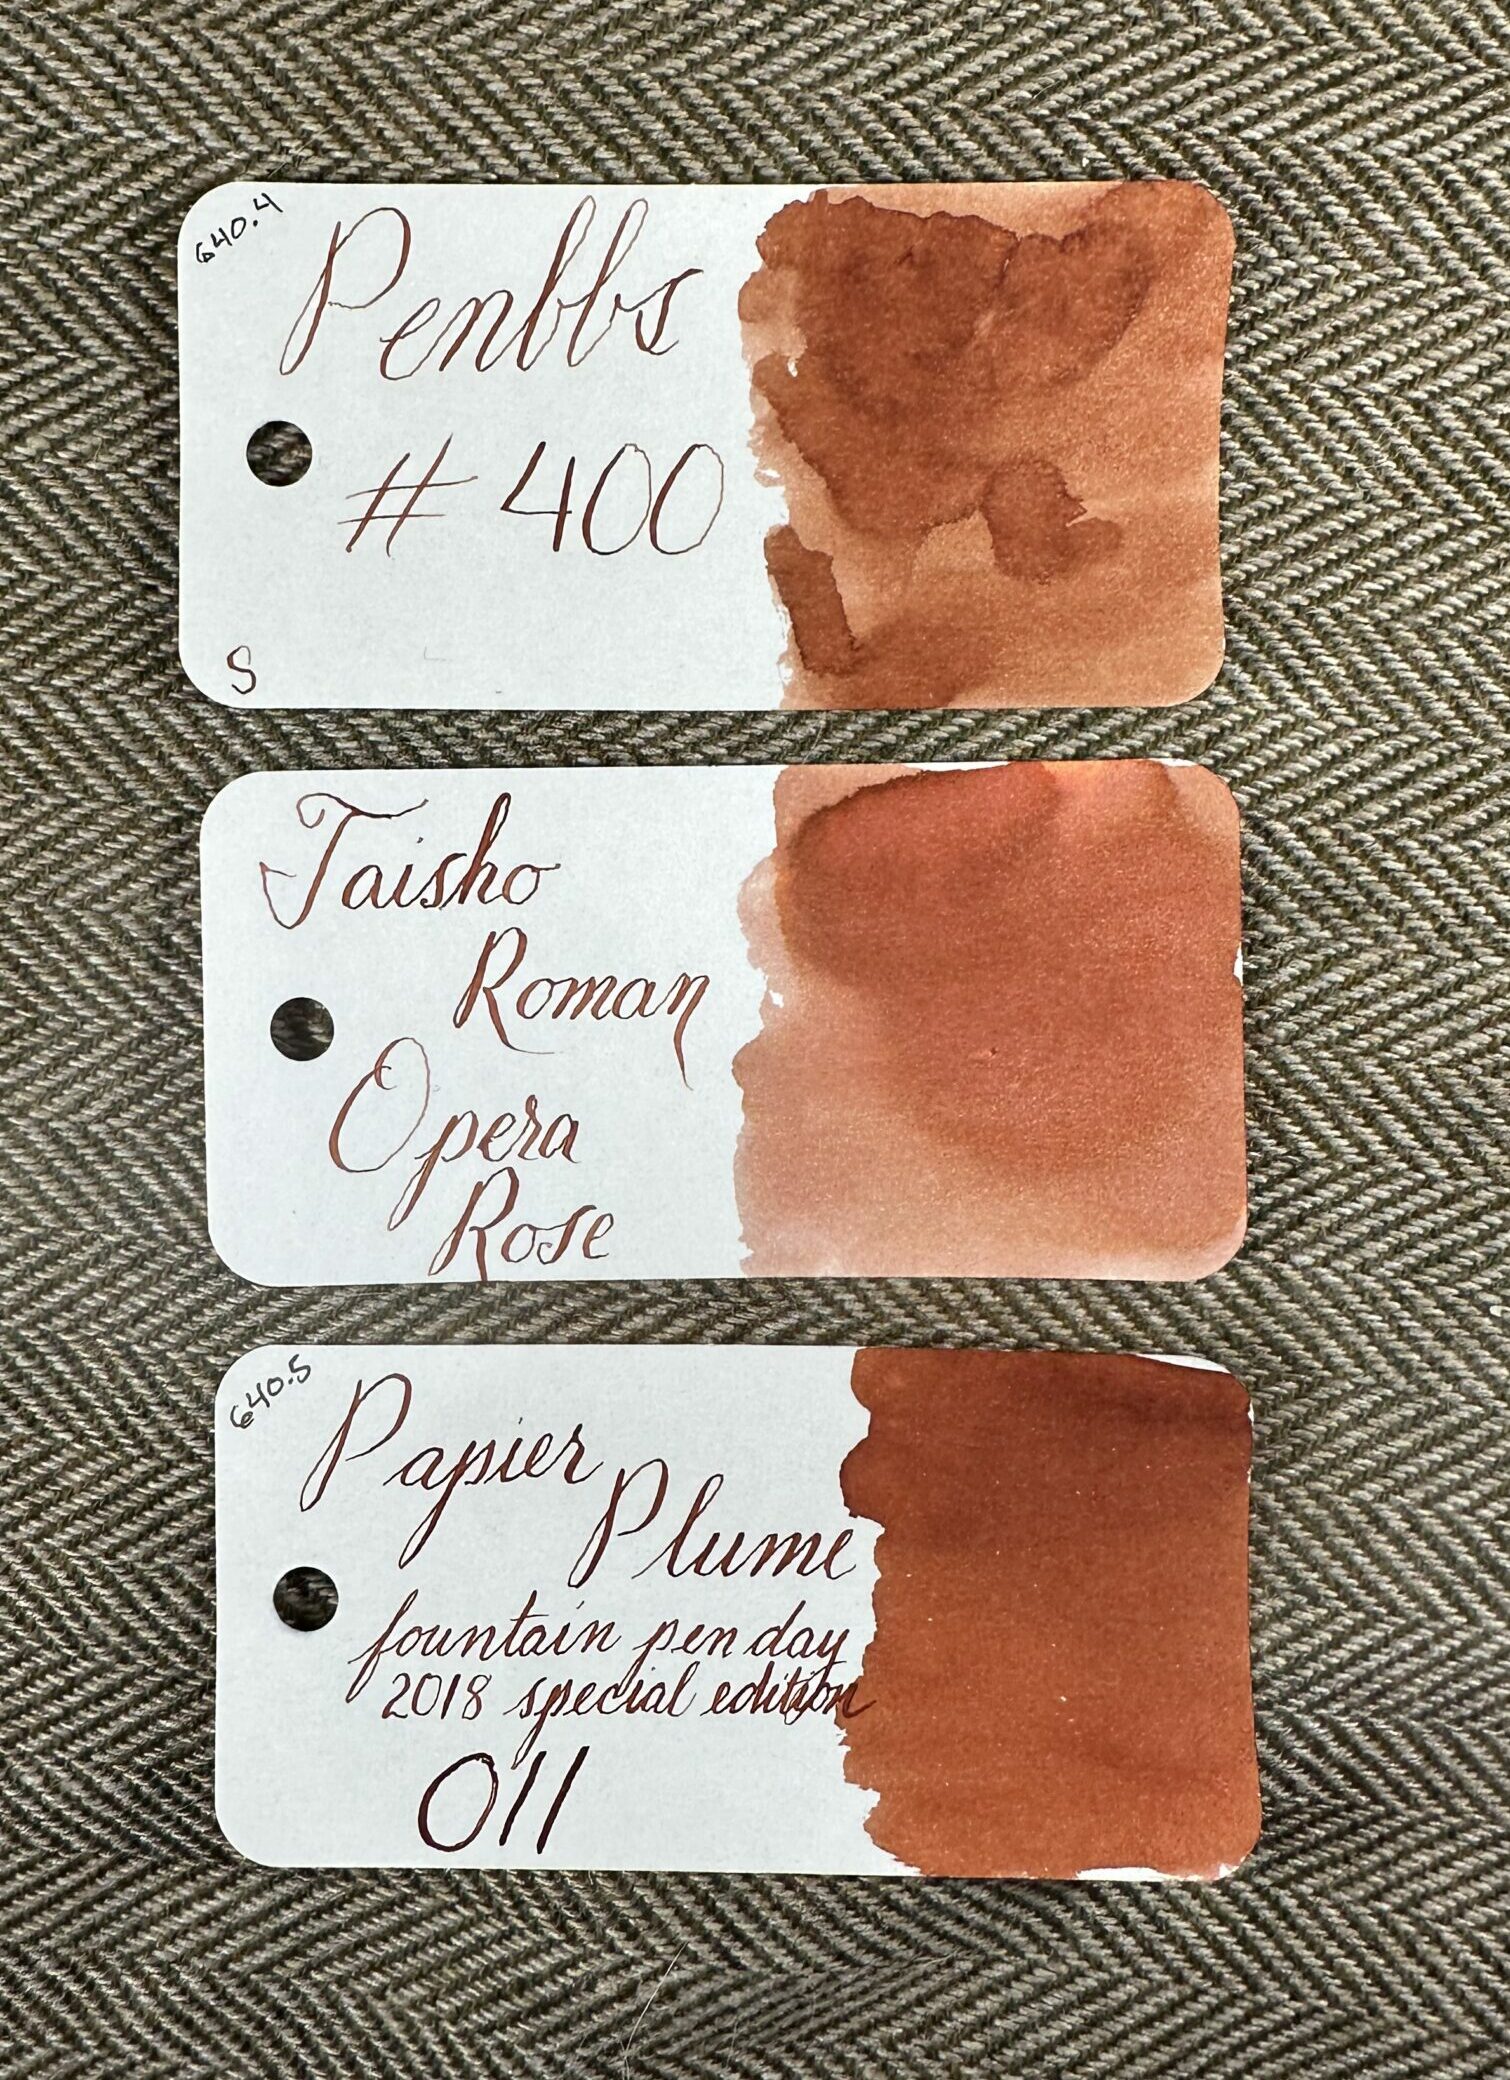 640.4
Penbbs
# 400
S
Taisho
Roman
Opera
Rose
640.5
Papier
Plume
fountain pen day
2018 special edition
011